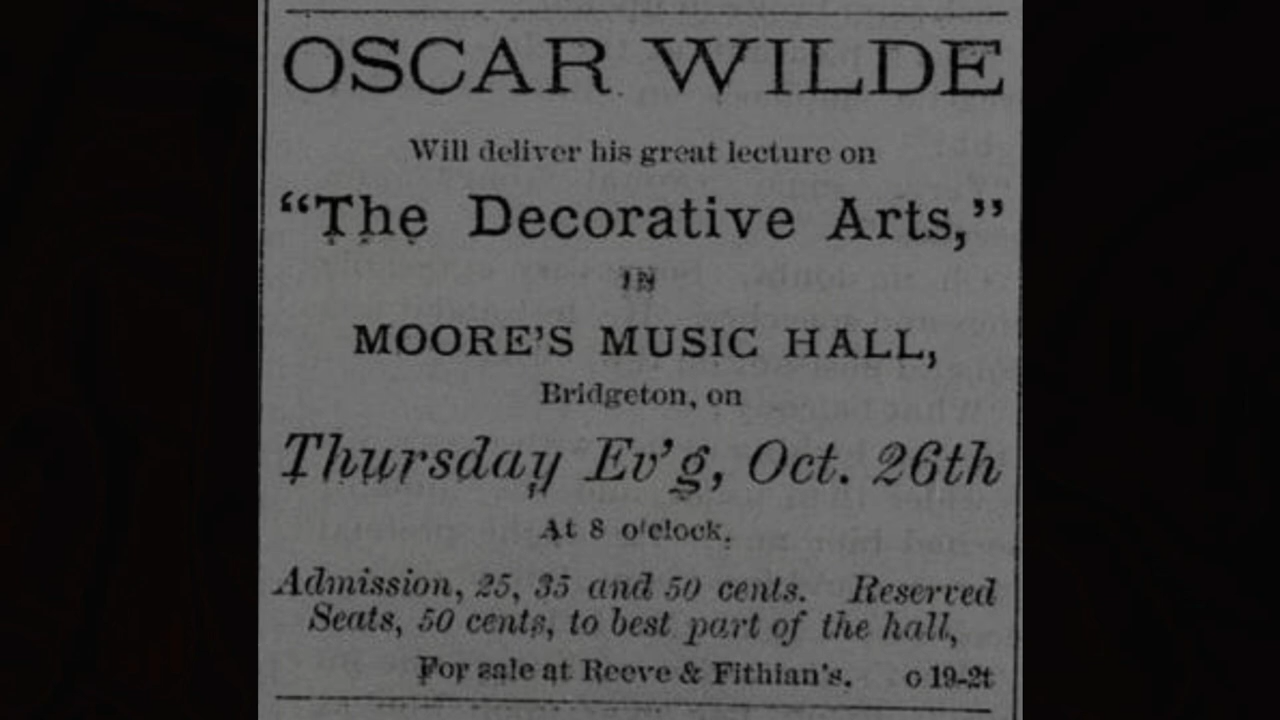 OSCAR WILDE
Will deliver his great lecture on
“The Decorative Arts,”
IN
MOORE'S MUSIC HALL,
Bridgeton, on
Thursday Ev'g, Oct. 26th
At 8 o'clock.
Admission, 25, 35 and 50 cents. Reserved
Seats, 50 cents, to best part of the hall,
For sale at Reeve & Fithian's. o 19-2t